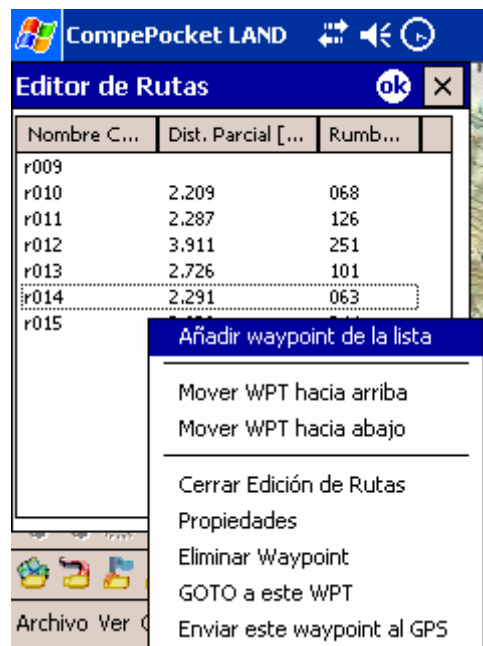 CompePocket LAND
Editor de Rutas ok
Nombre C... Dist. Parcial [... Rumb...
r009
r010 2.209 068
r011 2.287 126
r012 3.911 251
r013 2.726 101
r014 2.291 063
r015
Añadir waypoint de la lista
Mover WPT hacia arriba
Mover WPT hacia abajo
Cerrar Edición de Rutas
Propiedades
Eliminar Waypoint
GOTO a este WPT
Enviar este waypoint al GPS
Archivo Ver